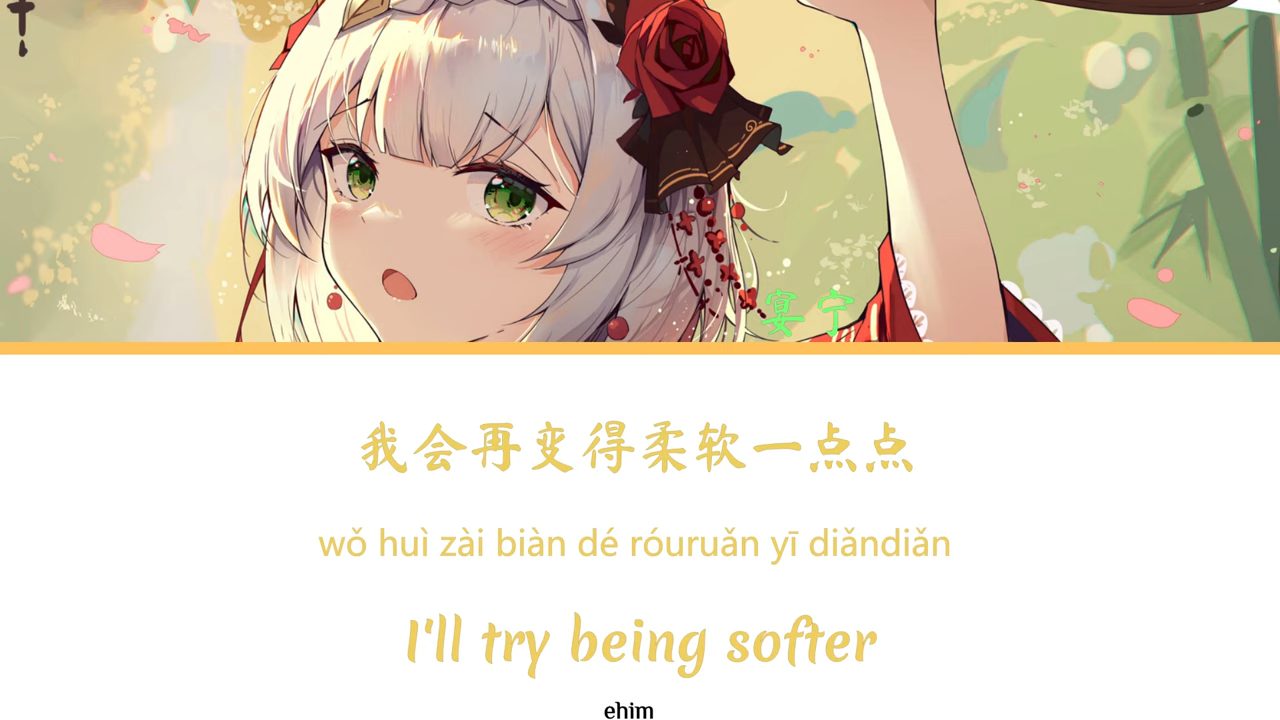 宴宁
我会再变得柔软一点点
wǒ huì zài biàn dé róuruǎn yī diǎndiǎn
I'll try being softer
ehim